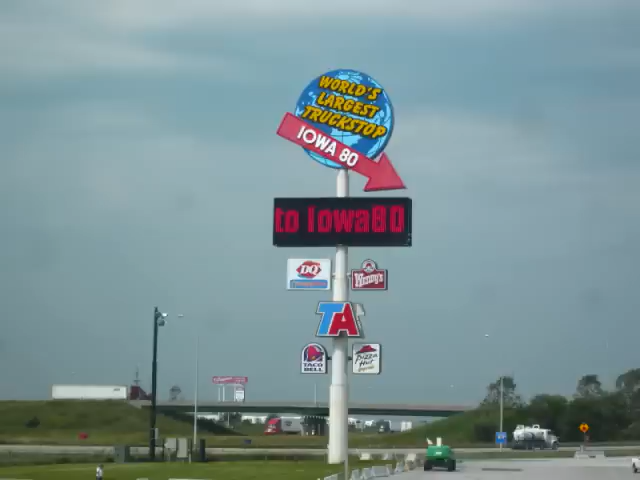 WORLD'S
LARGEST
TRUCKSTOP
IOWA 80
to Iowa80
DQ
Wendy's
TA
TACO
BELL
Pizza
Hut